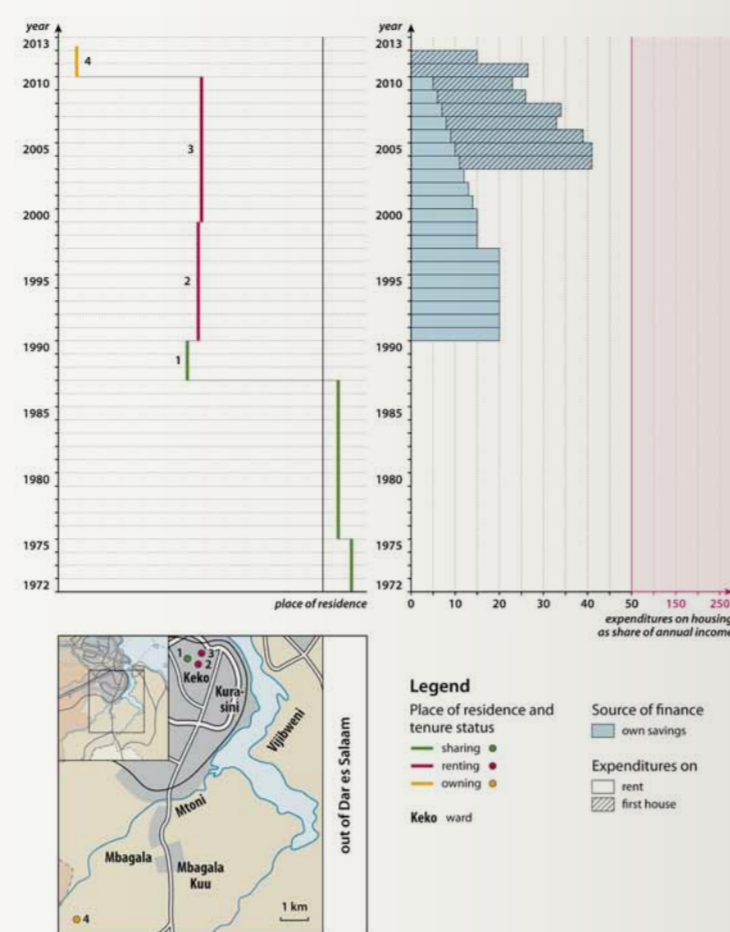 year
2013
2010
2005
2000
1995
1990
1985
1980
1975
1972
4
3
2
1
place of residence
year
2013
2010
2005
2000
1995
1990
1985
1980
1975
1972
0 10 20 30 40 50 150 250
expenditures on housing
as share of annual income
1
3
2
Keko
Kura-
sini
Vijibweni
Mtoni
Mbagala
Mbagala
Kuu
4
1 km
out of Dar es Salaam
Legend
Place of residence and
tenure status
sharing
renting
owning
Keko ward
Source of finance
own savings
Expenditures on
rent
first house